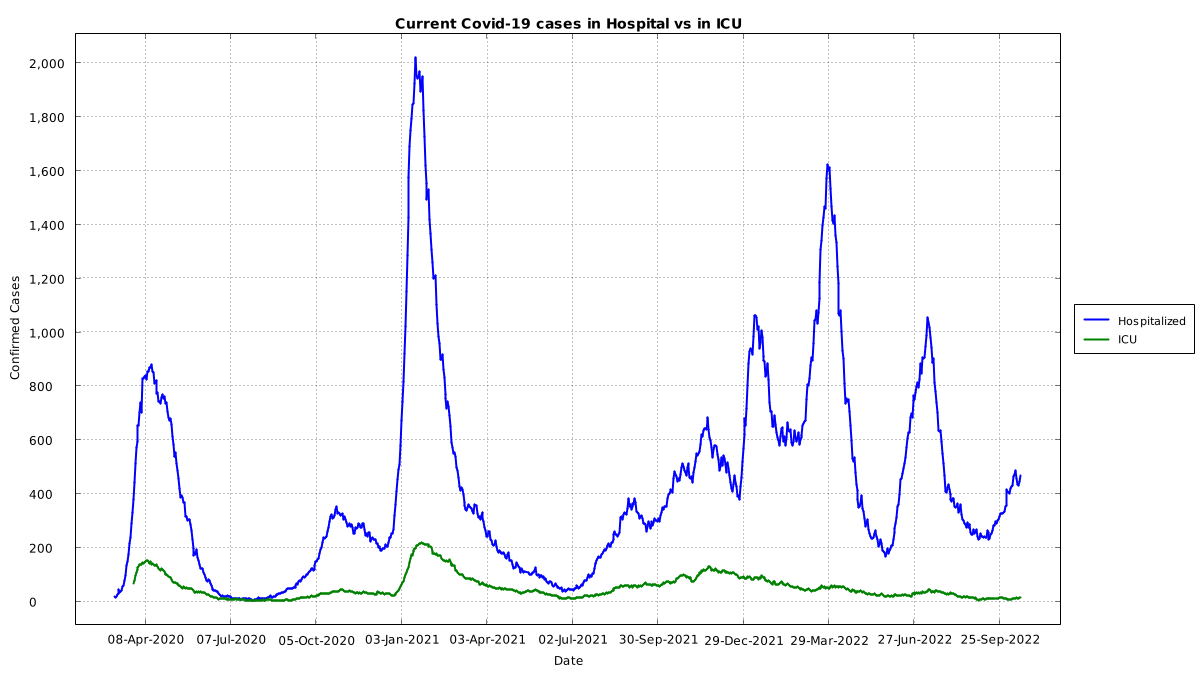 Current Covid-19 cases in Hospital vs in ICU
2,000
1,800
1,600
1,400
1,200
1,000
800
600
400
200
0
Confirmed Cases
08-Apr-2020 07-Jul-2020 05-Oct-2020 03-Jan-2021 03-Apr-2021 02-Jul-2021 30-Sep-2021 29-Dec-2021 29-Mar-2022 27-Jun-2022 25-Sep-2022
Date
Hospitalized
ICU